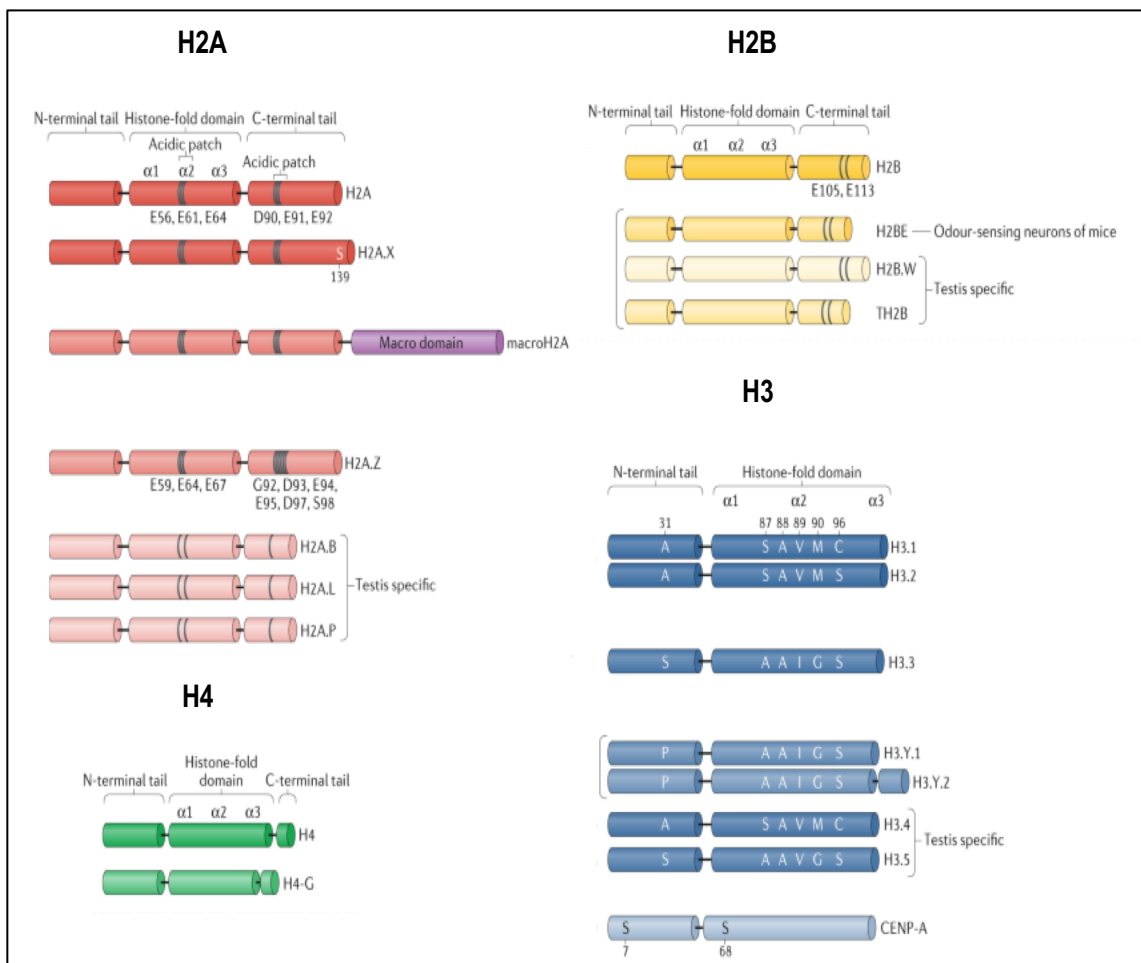 H2A
N-terminal tail Histone-fold domain C-terminal tail
Acidic patch
α1 α2 α3
Acidic patch
H2A
E56, E61, E64 D90, E91, E92
S H2A.X
139
Macro domain macroH2A
H2A.Z
E59, E64, E67 G92, D93, E94,
E95, D97, S98
H2A.B
H2A.L Testis specific
H2A.P
H4
Histone-fold
N-terminal tail domain C-terminal tail
α1 α2 α3
H4
H4-G
H2B
N-terminal tail Histone-fold domain C-terminal tail
α1 α2 α3
H2B
E105, E113
H2BE Odour-sensing neurons of mice
H2B.W
Testis specific
TH2B
H3
N-terminal tail Histone-fold domain
α1 α2 α3
31 87 88 89 90 96
A S A V M C H3.1
A S A V M S H3.2
S A A I G S H3.3
P A A I G S H3.Y.1
P A A I G S H3.Y.2
A S A V M C H3.4
Testis specific
S A A V G S H3.5
S S CENP-A
7 68